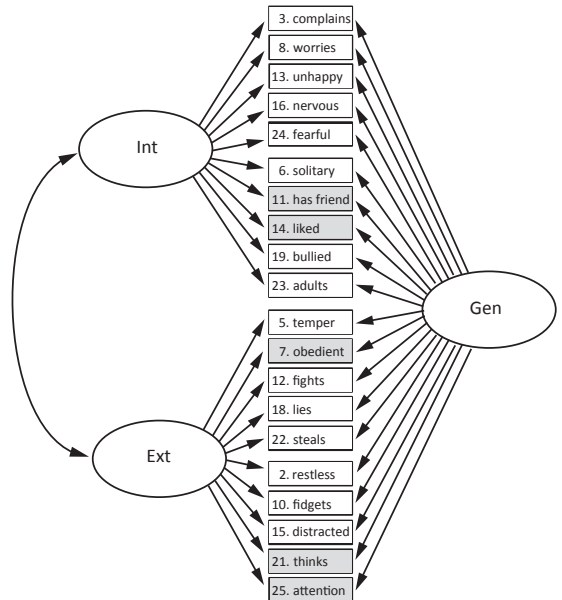 3. complains
8. worries
13. unhappy
16. nervous
24. fearful
Int
6. solitary
11. has friend
14. liked
19. bullied
23. adults
Gen
5. temper
7. obedient
12. fights
18. lies
22. steals
Ext
2. restless
10. fidgets
15. distracted
21. thinks
25. attention